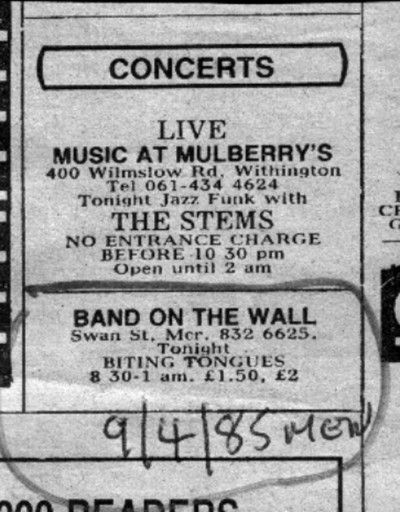 CONCERTS
LIVE
MUSIC AT MULBERRY'S
400 Wilmslow Rd, Withington
Tel 061-434 4624
Tonight Jazz Funk with
THE STEMS
NO ENTRANCE CHARGE
BEFORE 10 30 pm
Open until 2 am
BAND ON THE WALL
Swan St, Mcr. 832 6625.
Tonight
BITING TONGUES
8 30-1 am. £1.50, £2
9/4/85 MEN
READERS